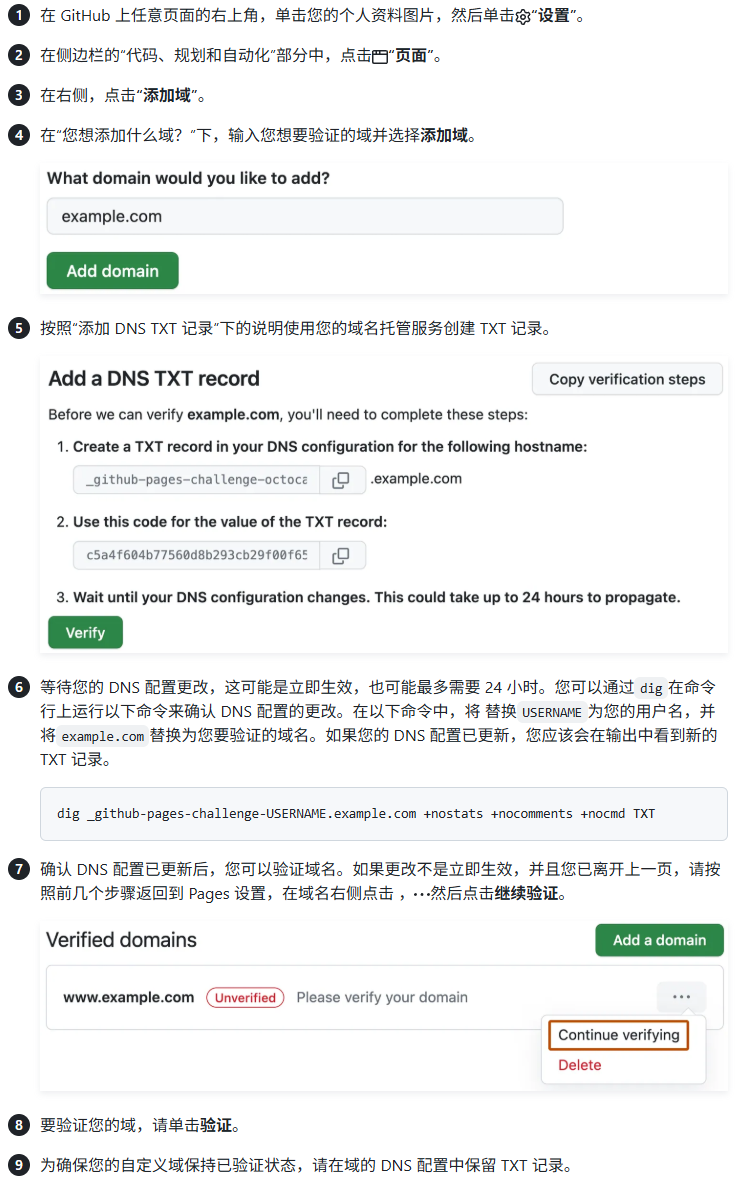 1 在 GitHub 上任意页面的右上角，单击您的个人资料图片，然后单击“设置”。
2 在侧边栏的“代码、规划和自动化”部分中，点击“页面”。
3 在右侧，点击“添加域”。
4 在“您想添加什么域？”下，输入您想要验证的域并选择添加域。
What domain would you like to add?
example.com
Add domain
5 按照“添加 DNS TXT 记录”下的说明使用您的域名托管服务创建 TXT 记录。
Add a DNS TXT record
Copy verification steps
Before we can verify example.com, you'll need to complete these steps:
1. Create a TXT record in your DNS configuration for the following hostname:
_github-pages-challenge-octoca .example.com
2. Use this code for the value of the TXT record:
c5a4f604b77560d8b293cb29f00f65
3. Wait until your DNS configuration changes. This could take up to 24 hours to propagate.
Verify
6 等待您的 DNS 配置更改，这可能是立即生效，也可能最多需要 24 小时。您可以通过 dig 在命令
行上运行以下命令来确认 DNS 配置的更改。在以下命令中，将 替换 USERNAME 为您的用户名，并
将 example.com 替换为您要验证的域名。如果您的 DNS 配置已更新，您应该会在输出中看到新的
TXT 记录。
dig _github-pages-challenge-USERNAME.example.com +nostats +nocomments +nocmd TXT
7 确认 DNS 配置已更新后，您可以验证域名。如果更改不是立即生效，并且您已离开上一页，请按
照前几个步骤返回到 Pages 设置，在域名右侧点击 ，···然后点击继续验证。
Verified domains
Add a domain
www.example.com Unverified Please verify your domain ···
Continue verifying
Delete
8 要验证您的域，请单击验证。
9 为确保您的自定义域保持已验证状态，请在域的 DNS 配置中保留 TXT 记录。